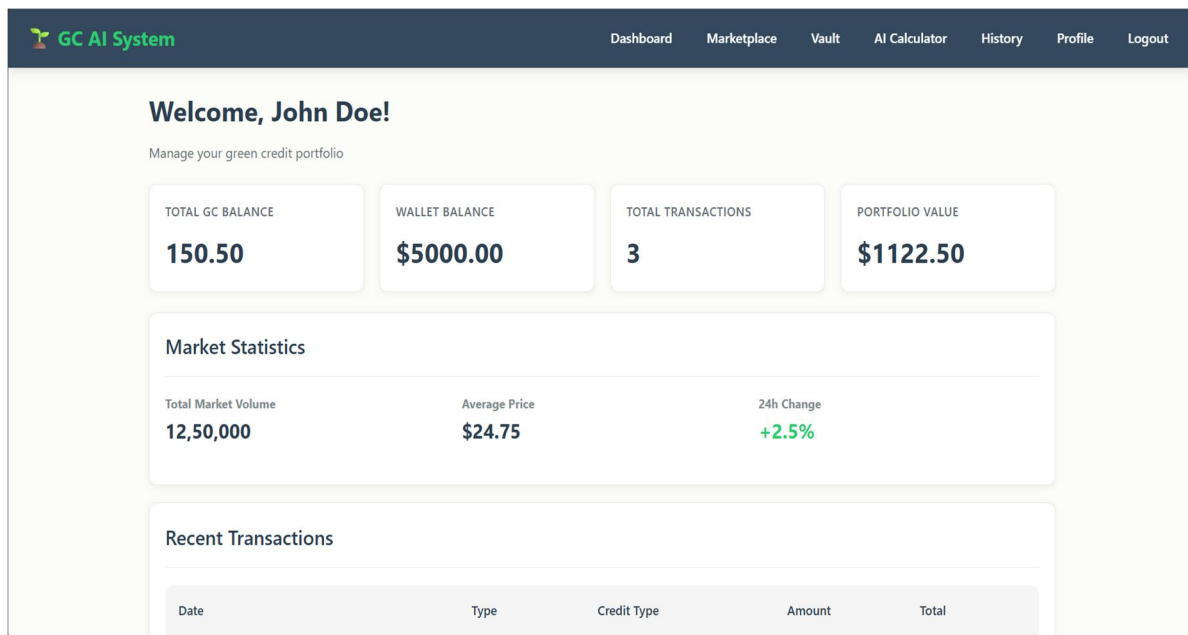 GC AI System Dashboard Marketplace Vault AI Calculator History Profile Logout
Welcome, John Doe!
Manage your green credit portfolio
TOTAL GC BALANCE WALLET BALANCE TOTAL TRANSACTIONS PORTFOLIO VALUE
150.50 $5000.00 3 $1122.50
Market Statistics
Total Market Volume Average Price 24h Change
12,50,000 $24.75 +2.5%
Recent Transactions
Date Type Credit Type Amount Total